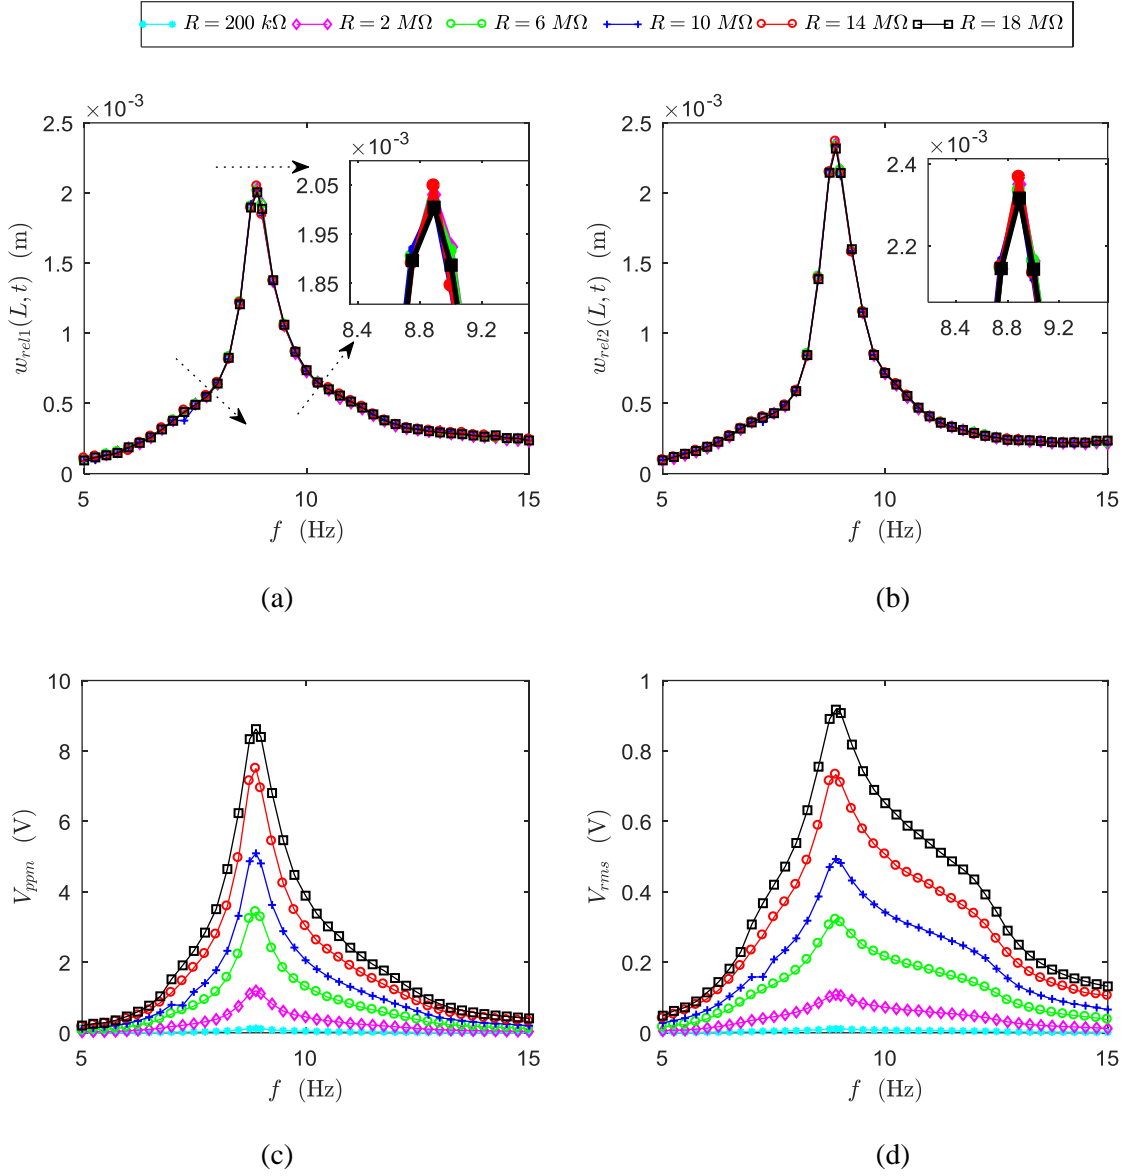 R = 200 kΩ R = 2 MΩ R = 6 MΩ R = 10 MΩ R = 14 MΩ R = 18 MΩ
×10⁻³
2.5
2
1.5
1
0.5
0
5 10 15
w_rel1(L, t) (m)
f (Hz)
×10⁻³
2.05
1.95
1.85
8.4 8.8 9.2
(a)
×10⁻³
2.5
2
1.5
1
0.5
0
5 10 15
w_rel2(L, t) (m)
f (Hz)
×10⁻³
2.4
2.2
8.4 8.8 9.2
(b)
10
8
6
4
2
0
5 10 15
V_ppm (V)
f (Hz)
(c)
1
0.8
0.6
0.4
0.2
0
5 10 15
V_rms (V)
f (Hz)
(d)